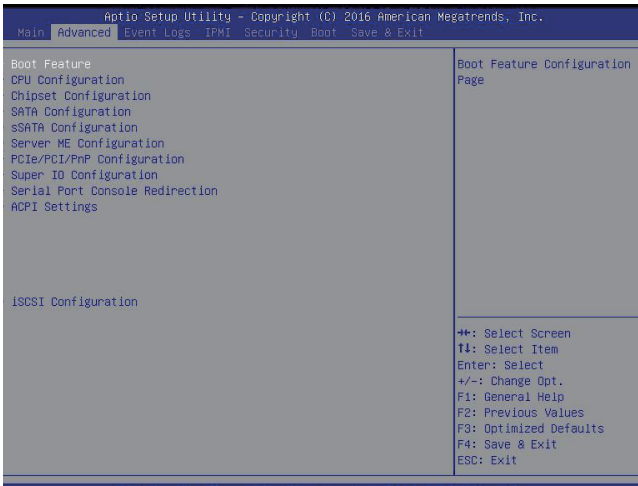 Aptio Setup Utility - Copyright (C) 2016 American Megatrends, Inc.
Main Advanced Event Logs IPMI Security Boot Save & Exit
Boot Feature
CPU Configuration
Chipset Configuration
SATA Configuration
sSATA Configuration
Server ME Configuration
PCIe/PCI/PnP Configuration
Super IO Configuration
Serial Port Console Redirection
ACPI Settings
iSCSI Configuration
Boot Feature Configuration
Page
→←: Select Screen
↑↓: Select Item
Enter: Select
+/-: Change Opt.
F1: General Help
F2: Previous Values
F3: Optimized Defaults
F4: Save & Exit
ESC: Exit